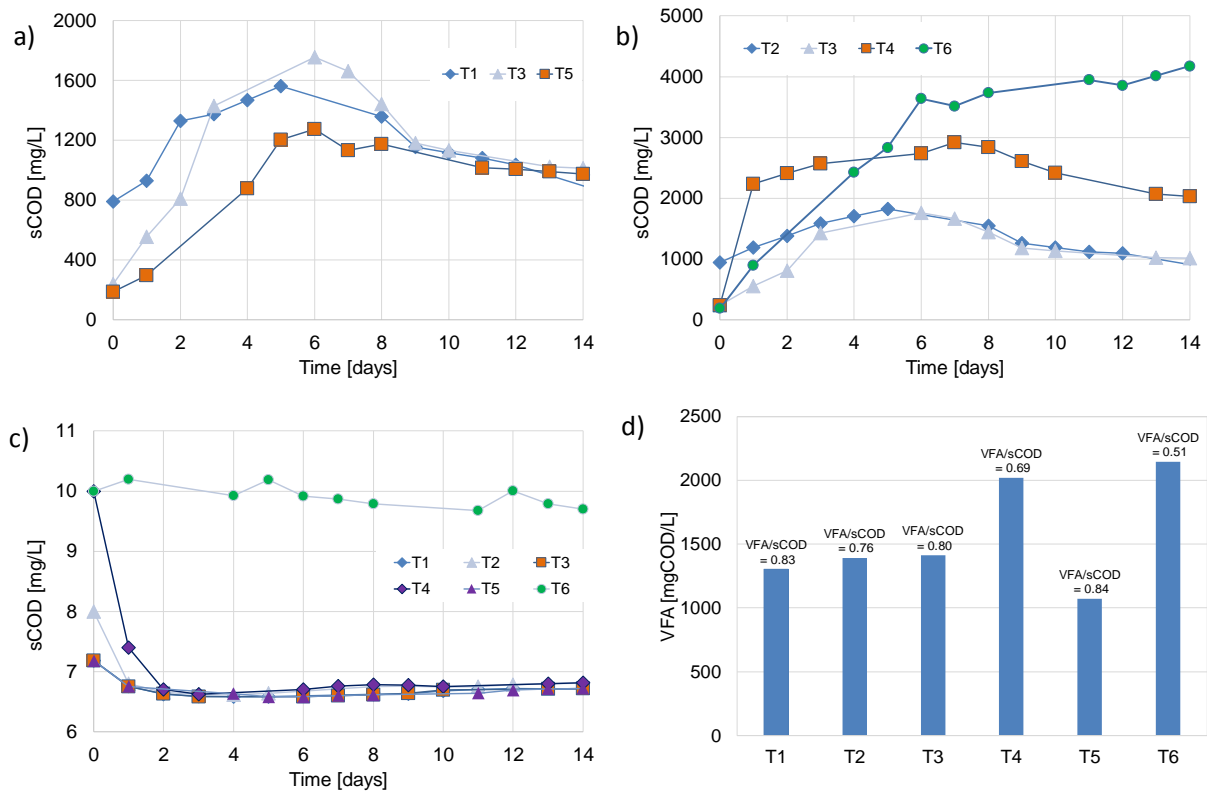 a)
2000
1600
1200
800
400
0
sCOD [mg/L]
T1 T3 T5
0 2 4 6 8 10 12 14
Time [days]
b)
5000
4000
3000
2000
1000
0
sCOD [mg/L]
T2 T3 T4 T6
0 2 4 6 8 10 12 14
Time [days]
c)
11
10
9
8
7
6
sCOD [mg/L]
T1 T2 T3
T4 T5 T6
0 2 4 6 8 10 12 14
Time [days]
d)
2500
2000
1500
1000
500
0
VFA [mgCOD/L]
VFA/sCOD
= 0.83
VFA/sCOD
= 0.76
VFA/sCOD
= 0.80
VFA/sCOD
= 0.69
VFA/sCOD
= 0.84
VFA/sCOD
= 0.51
T1 T2 T3 T4 T5 T6